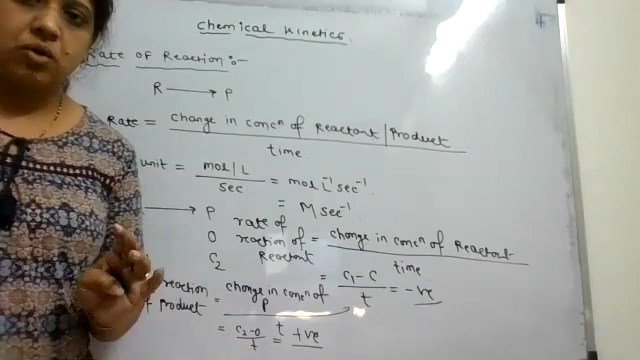 Chemical Kinetics.
Rate of Reaction:-
R → P
Rate = change in concn of Reactant / Product
time.
unit = mol/L
sec = mol L⁻¹ sec⁻¹
= M sec⁻¹
→ P
rate of
0 reaction of = change in concn of Reactant
C₂ Reactant time
= C₁ - C
t = -ve
reaction = change in concn of
P
Product t
= C₂-0
t = +ve